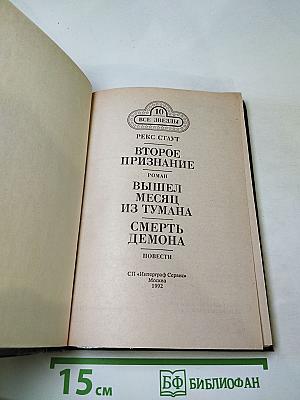 10
ВСЕ ЗВЕЗДЫ
РЕКС СТАУТ
ВТОРОЕ
ПРИЗНАНИЕ
РОМАН
ВЫШЕЛ
МЕСЯЦ
ИЗ ТУМАНА
СМЕРТЬ
ДЕМОНА
ПОВЕСТИ
СП «Интерграф Сервис»
Москва
1992
15 см
БФ БИБЛИОФАН